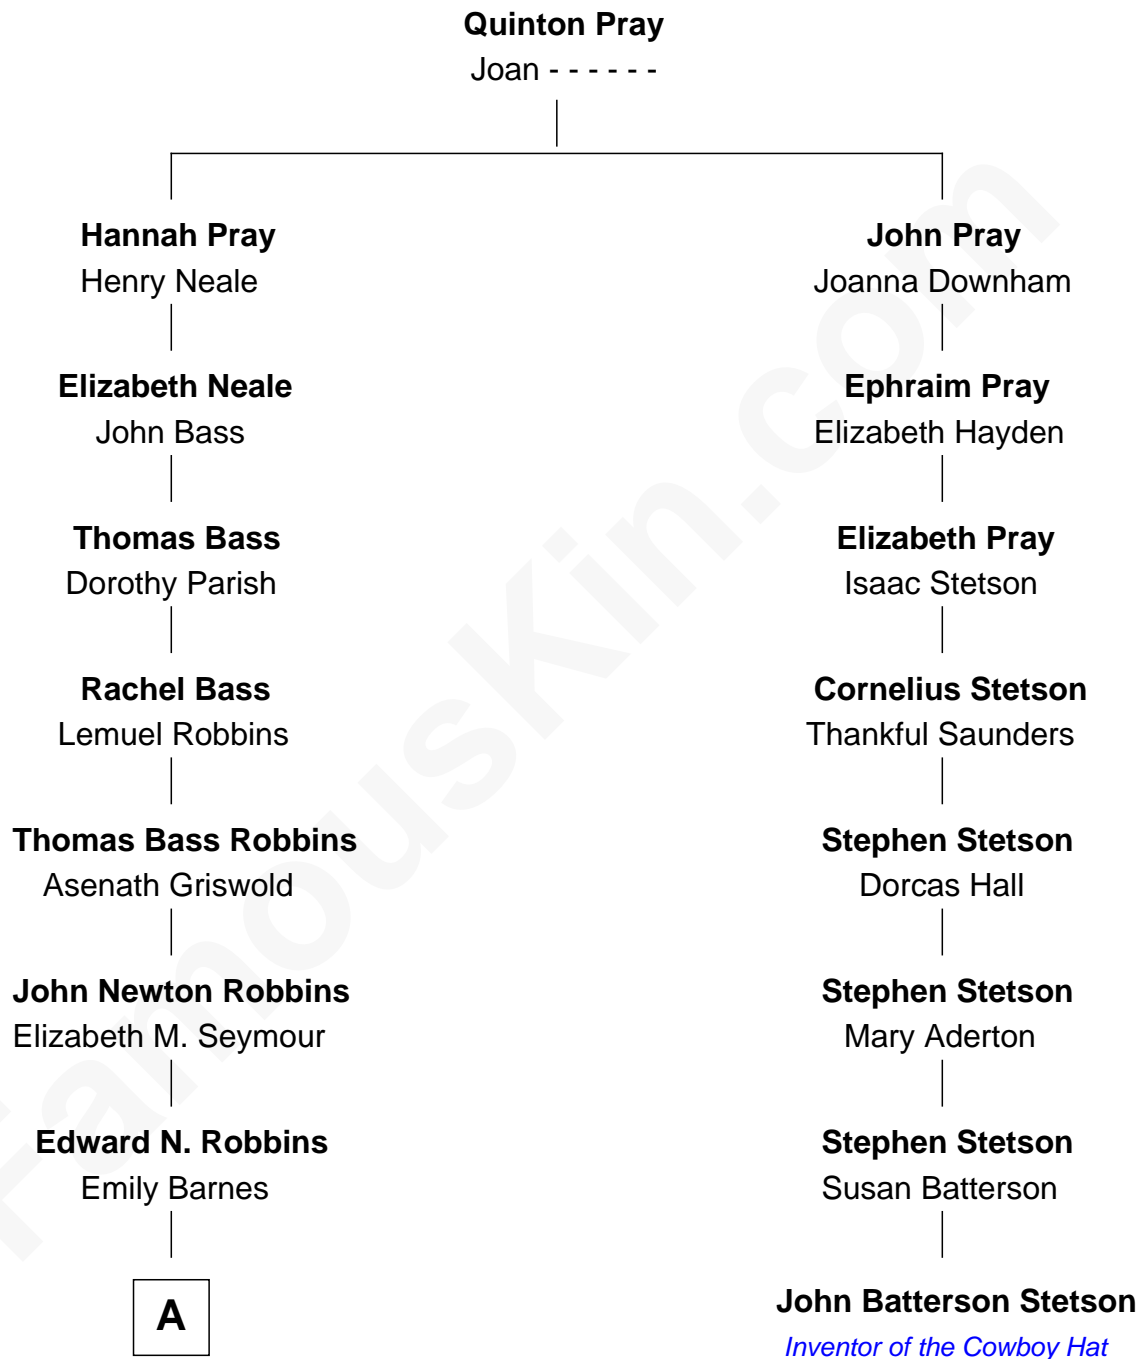 Quinton Pray
Joan - - - - - -
Hannah Pray
Henry Neale
John Pray
Joanna Downham
Elizabeth Neale
John Bass
Ephraim Pray
Elizabeth Hayden
Thomas Bass
Dorothy Parish
Elizabeth Pray
Isaac Stetson
Rachel Bass
Lemuel Robbins
Cornelius Stetson
Thankful Saunders
Thomas Bass Robbins
Asenath Griswold
Stephen Stetson
Dorcas Hall
John Newton Robbins
Elizabeth M. Seymour
Stephen Stetson
Mary Aderton
Edward N. Robbins
Emily Barnes
Stephen Stetson
Susan Batterson
A
John Batterson Stetson
Inventor of the Cowboy Hat
FamousKin.com